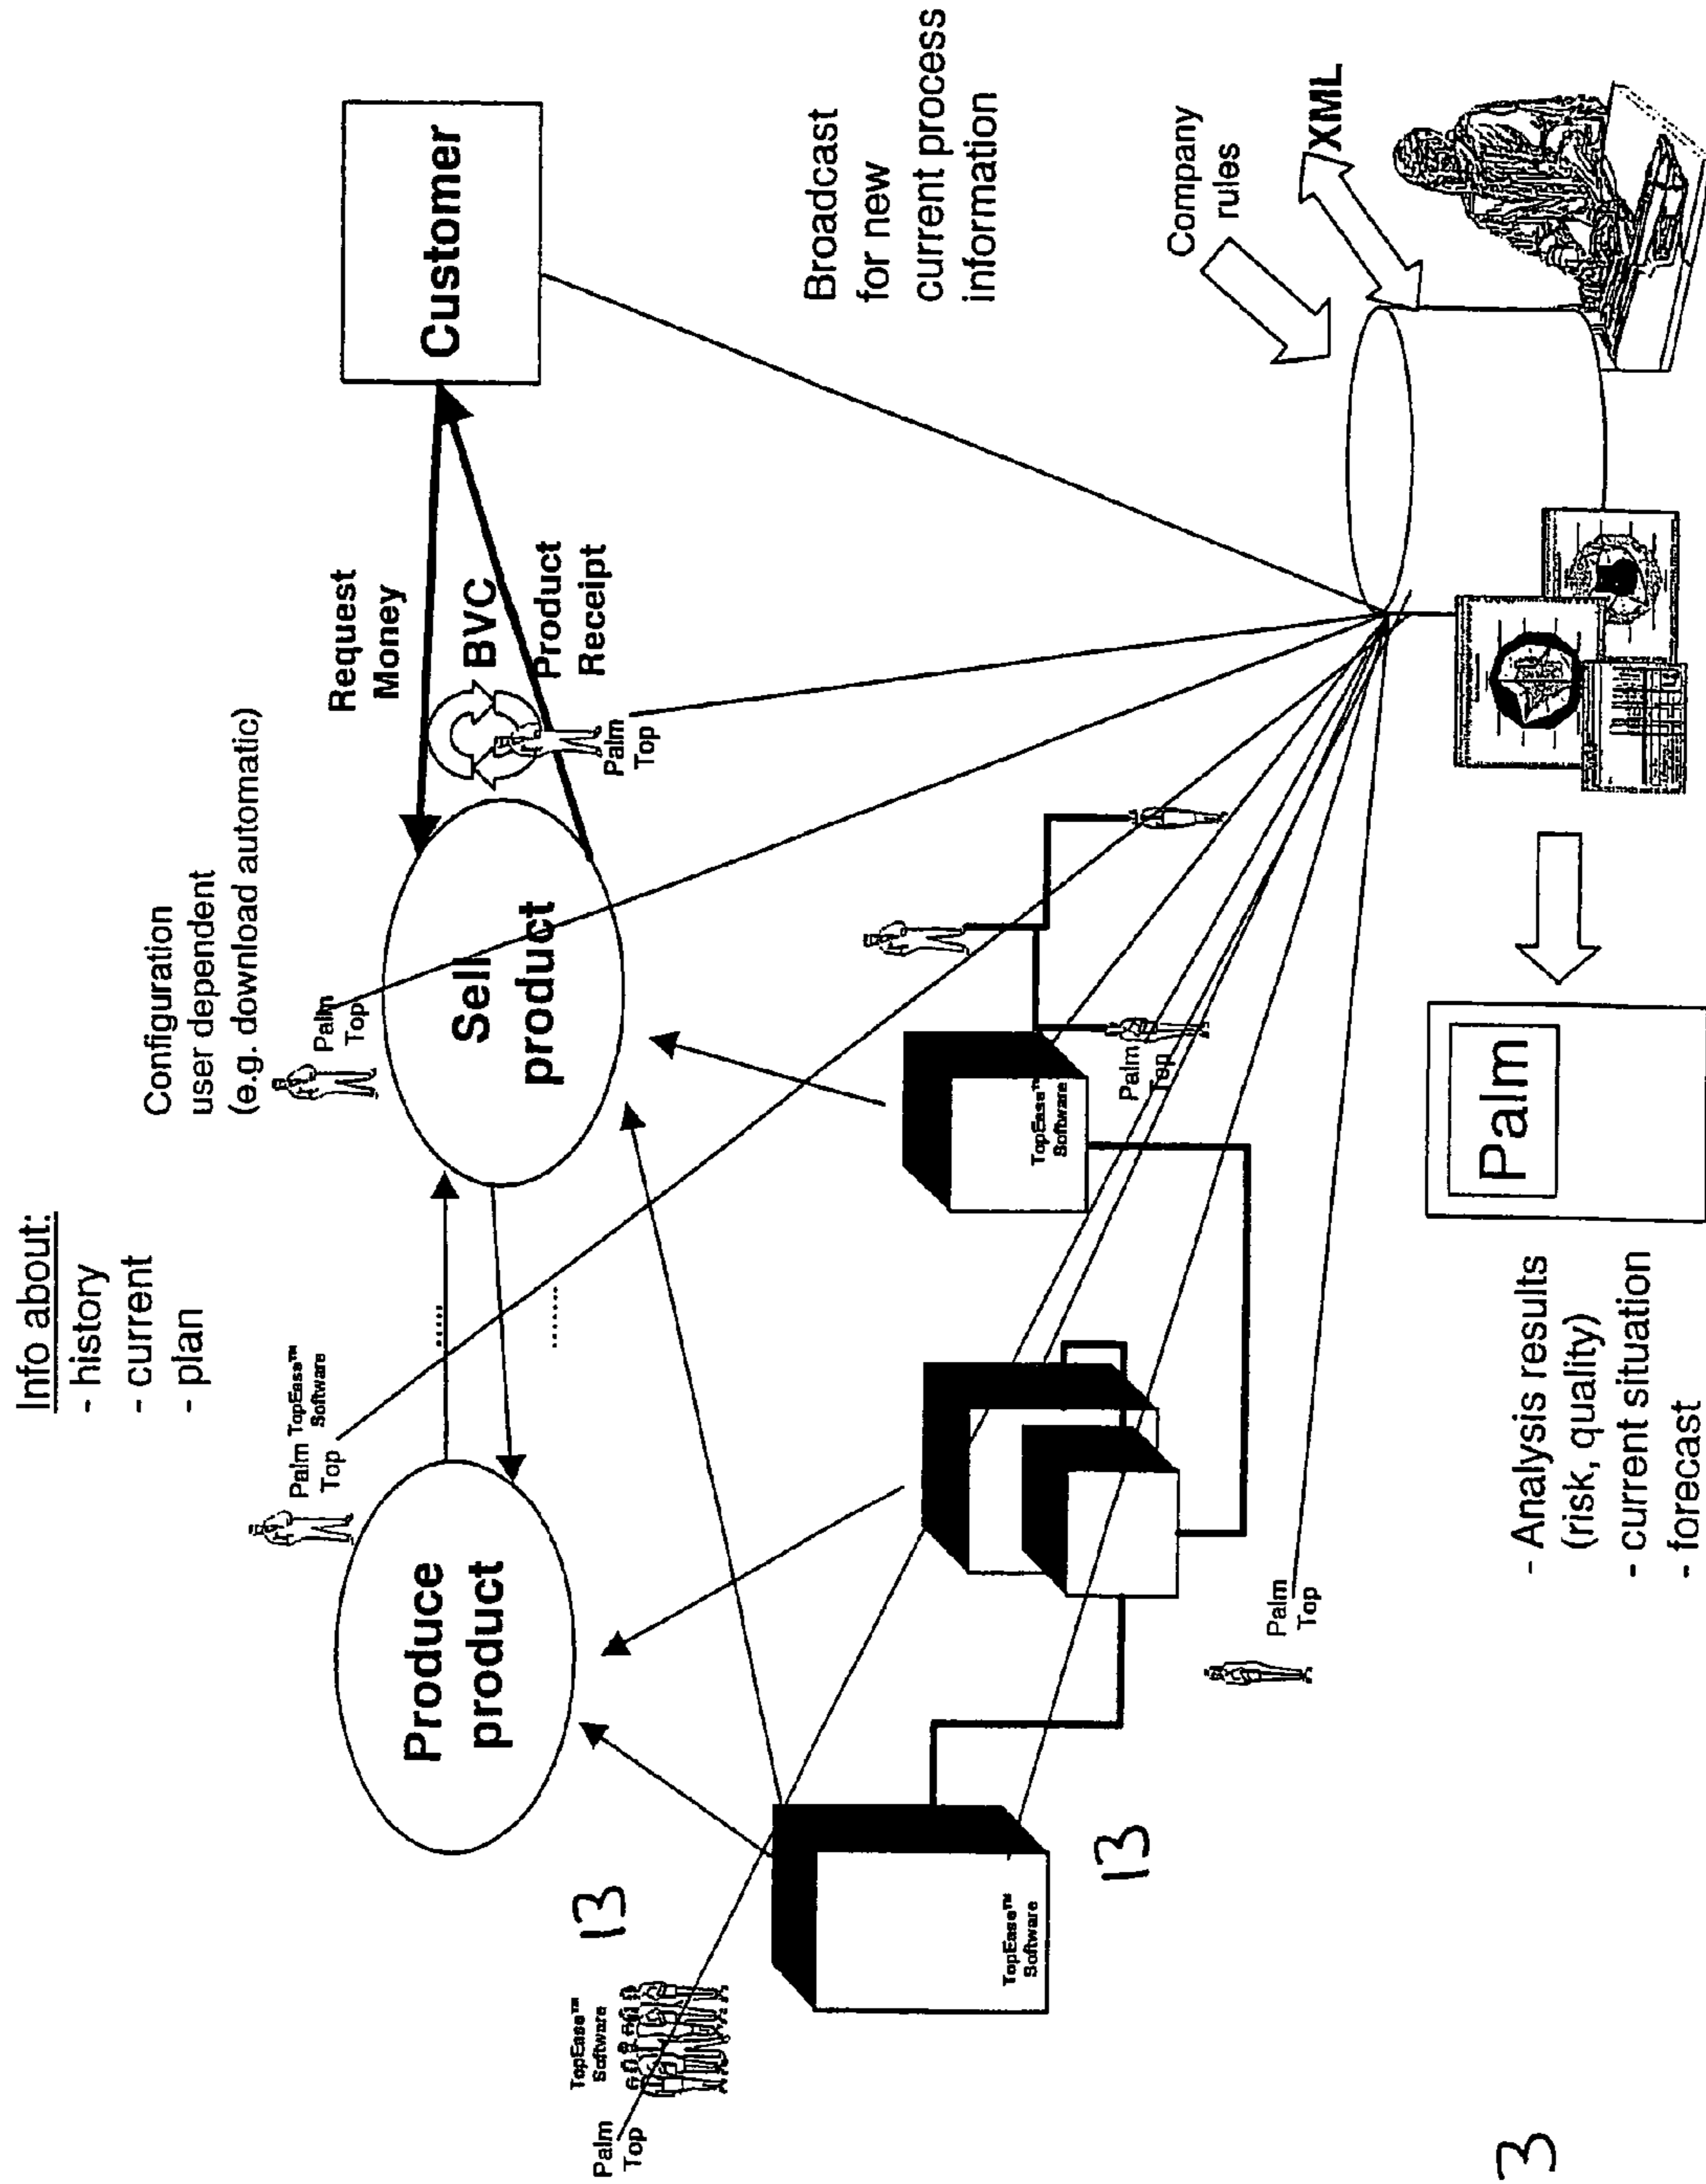 Info about:
- history
- current
- plan
Configuration
user dependent
(e.g. download automatic)
Palm
Top
TopEase™
Software
Palm
Top
Produce
product
.....
......
Sell
product
Request
Money
BVC
Product
Receipt
Palm
Top
Customer
Broadcast
for new
current process
information
Company
rules
XML
TopEase™
Software
Palm
Top
13
TopEase™
Software
13
TopEase™
Software
Palm
Top
Palm
Top
- Analysis results
(risk, quality)
- current situation
- forecast
Palm
3